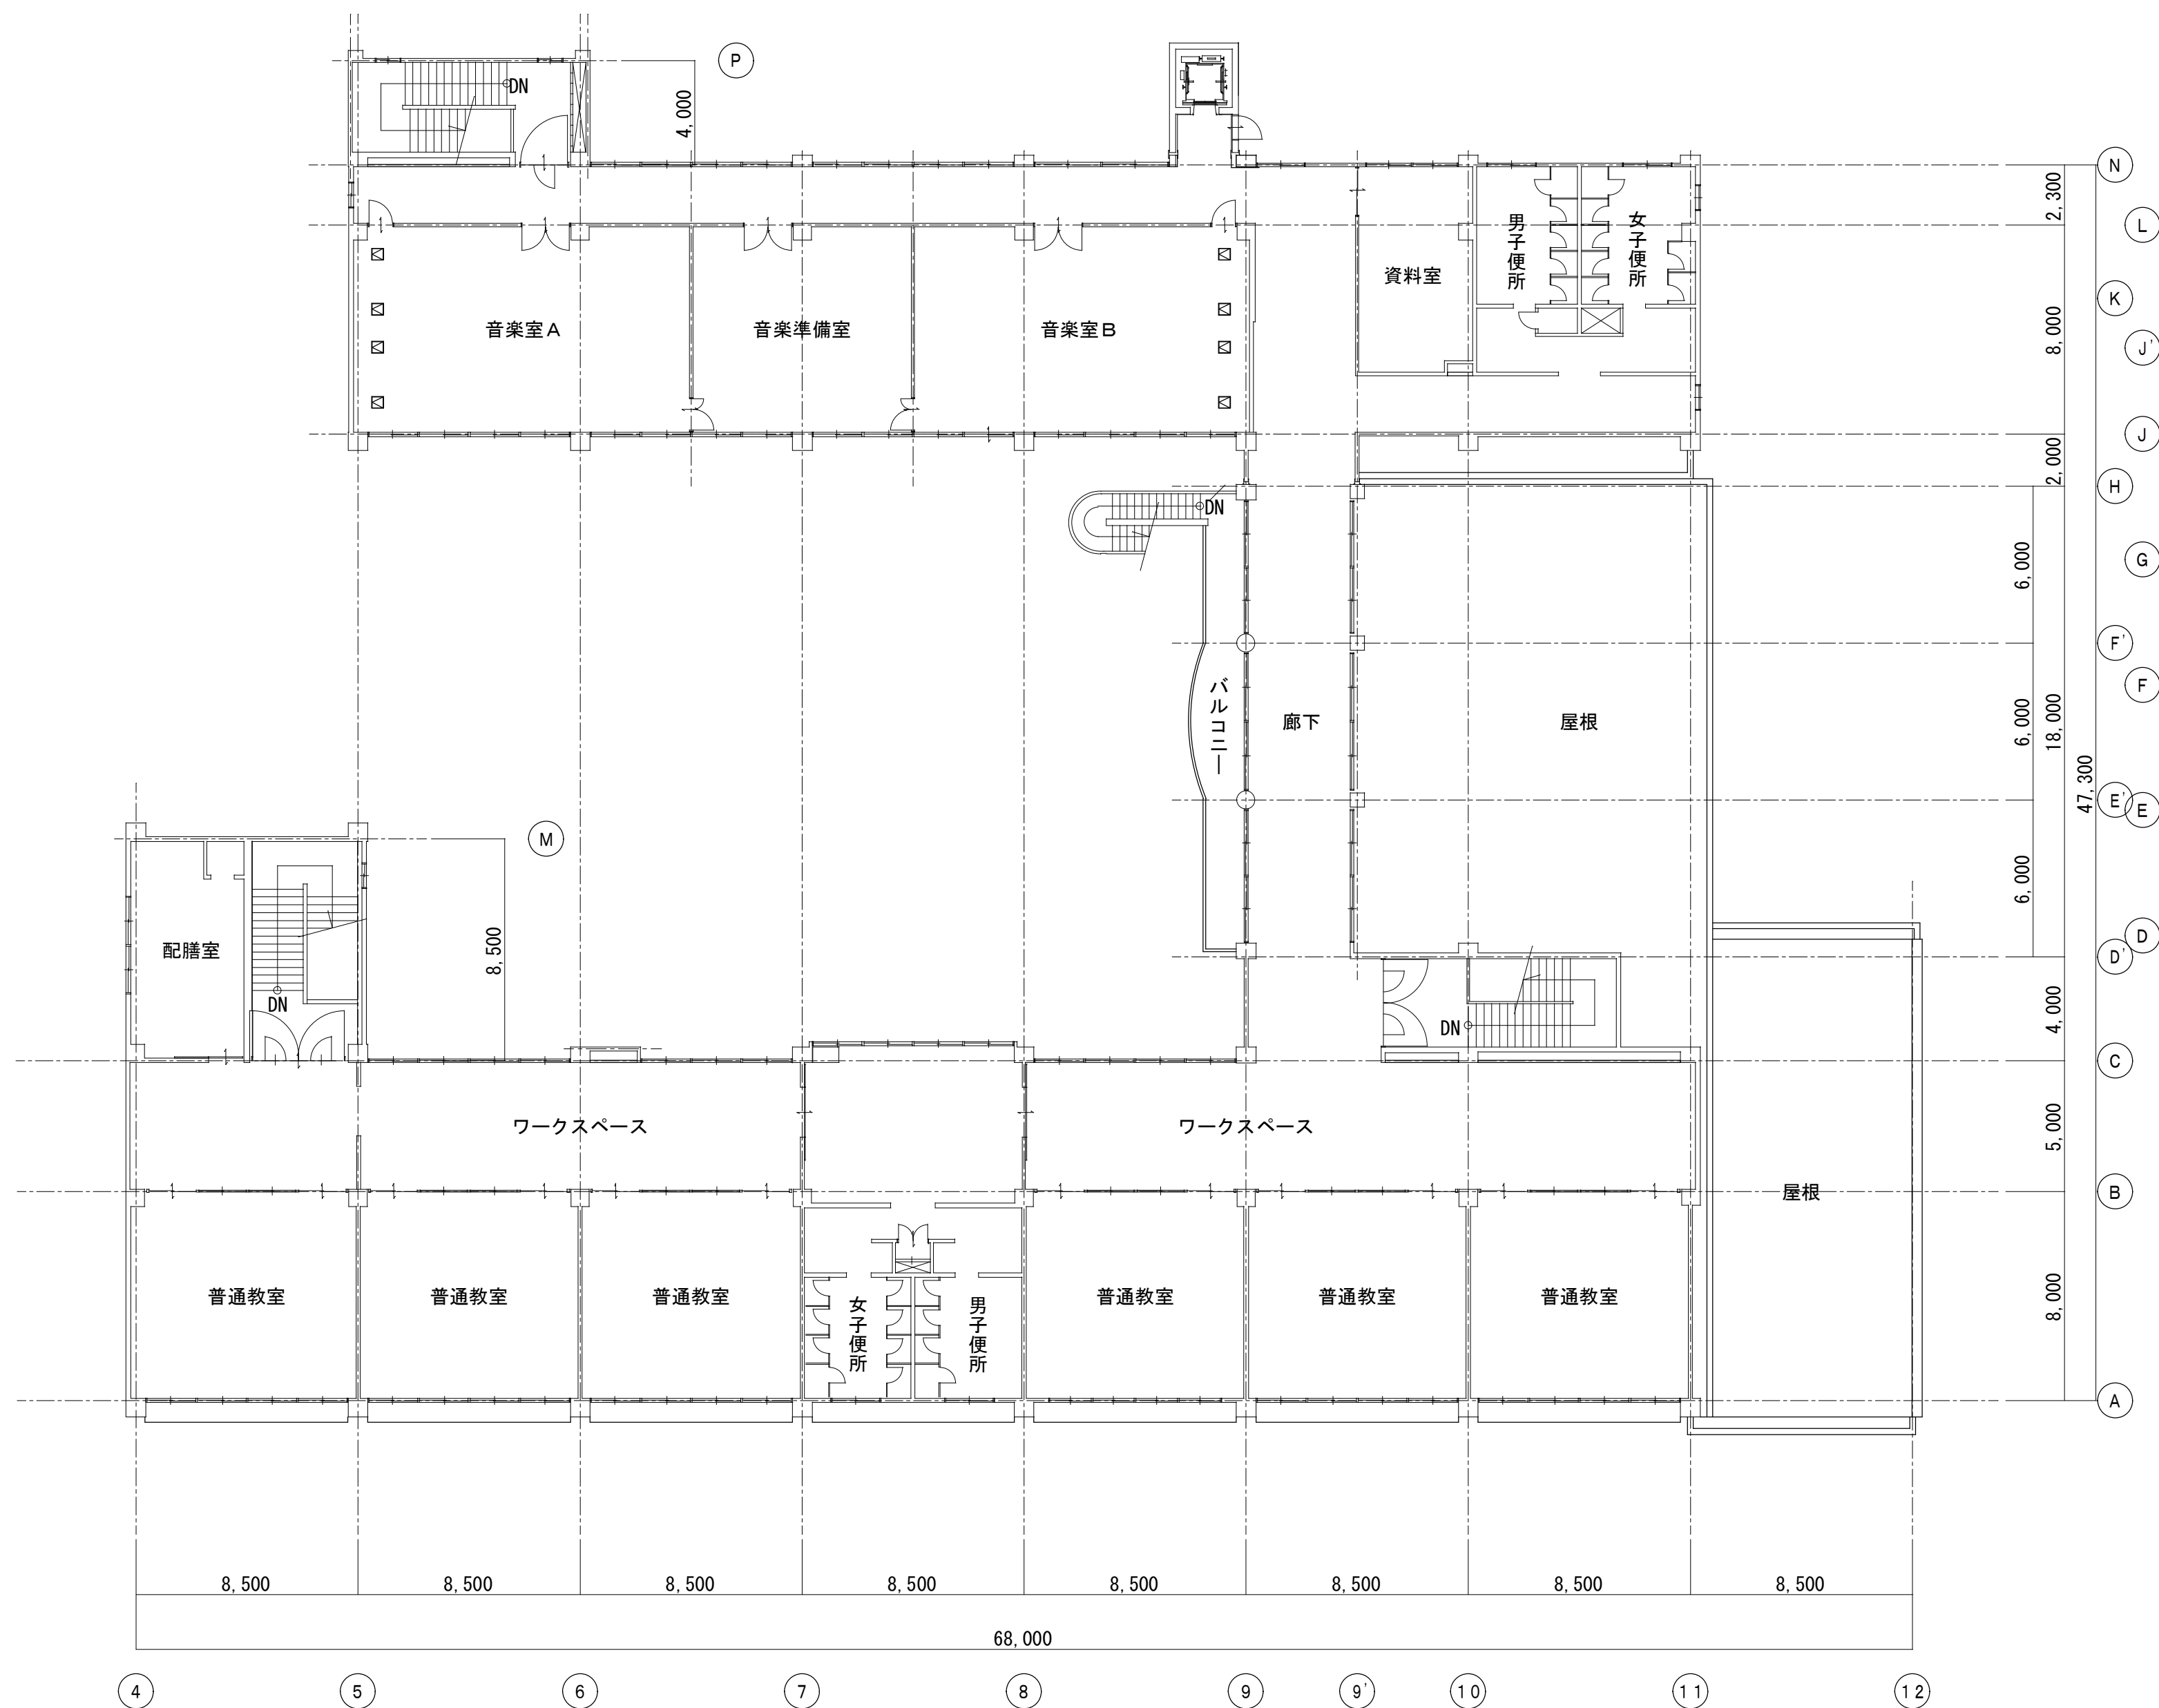 P
DN
4,000
N
2,300
L
男子便所
女子便所
資料室
K
音楽室A
音楽準備室
音楽室B
8,000
J'
J
2,000
H
DN
6,000
G
F'
F
バルコニー
廊下
屋根
6,000
18,000
47,300
E'
E
M
6,000
配膳室
8,500
D
D'
DN
DN
4,000
C
ワークスペース
ワークスペース
5,000
屋根
B
普通教室
普通教室
普通教室
女子便所
男子便所
普通教室
普通教室
普通教室
8,000
A
8,500
8,500
8,500
8,500
8,500
8,500
8,500
8,500
68,000
4
5
6
7
8
9
9'
10
11
12